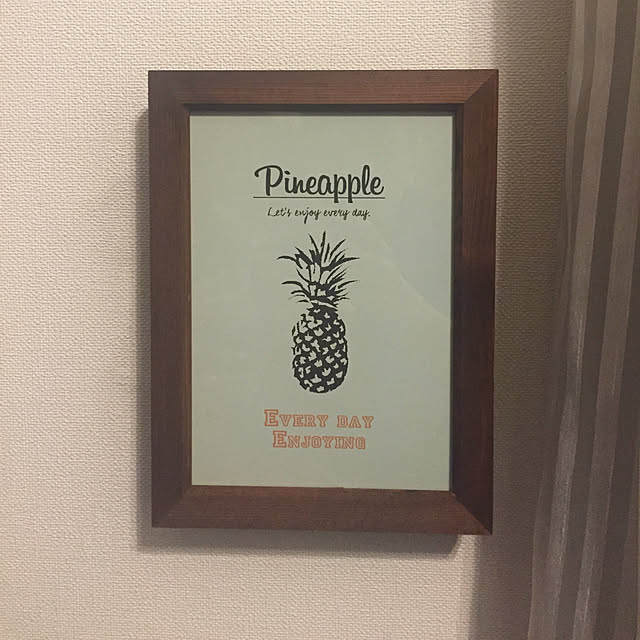 Pineapple
Let's enjoy every day.
EVERY DAY
ENJOYING